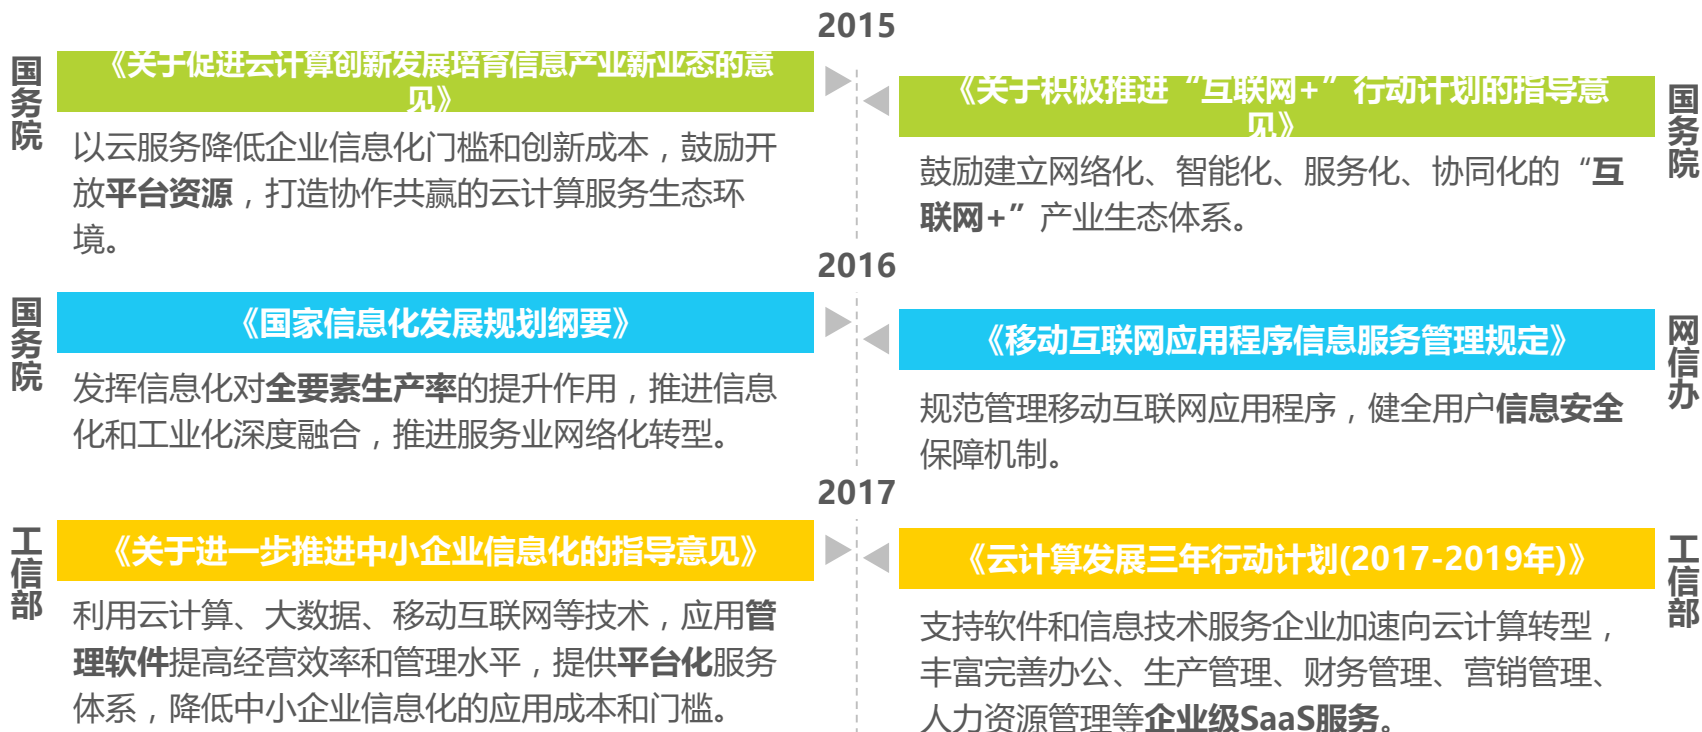 2015
国务院
《关于促进云计算创新发展培育信息产业新业态的意
见》
以云服务降低企业信息化门槛和创新成本，鼓励开
放平台资源，打造协作共赢的云计算服务生态环
境。
《关于积极推进“互联网+”行动计划的指导意
见》
国务院
鼓励建立网络化、智能化、服务化、协同化的“互
联网+”产业生态体系。
2016
国务院
《国家信息化发展规划纲要》
发挥信息化对全要素生产率的提升作用，推进信息
化和工业化深度融合，推进服务业网络化转型。
《移动互联网应用程序信息服务管理规定》
网信办
规范管理移动互联网应用程序，健全用户信息安全
保障机制。
2017
工信部
《关于进一步推进中小企业信息化的指导意见》
利用云计算、大数据、移动互联网等技术，应用管
理软件提高经营效率和管理水平，提供平台化服务
体系，降低中小企业信息化的应用成本和门槛。
《云计算发展三年行动计划(2017-2019年)》
工信部
支持软件和信息技术服务企业加速向云计算转型，
丰富完善办公、生产管理、财务管理、营销管理、
人力资源管理等企业级SaaS服务。